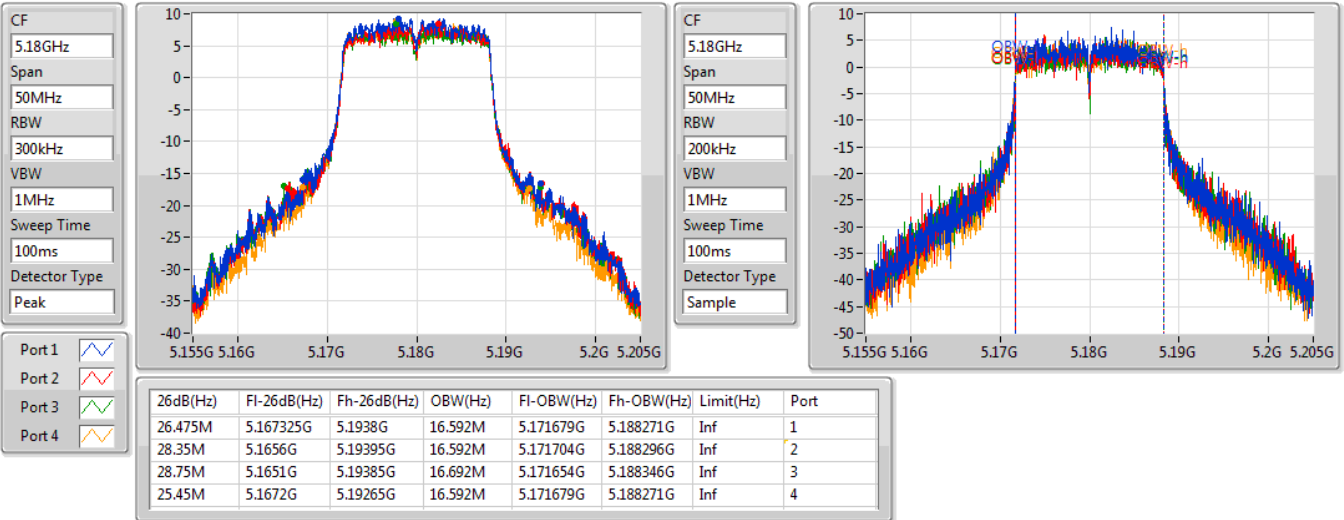 CF
5.18GHz
Span
50MHz
RBW
300kHz
VBW
1MHz
Sweep Time
100ms
Detector Type
Peak
10
5
0
-5
-10
-15
-20
-25
-30
-35
-40
5.155G 5.16G 5.17G 5.18G 5.19G 5.2G 5.205G
CF
5.18GHz
Span
50MHz
RBW
200kHz
VBW
1MHz
Sweep Time
100ms
Detector Type
Sample
10
5
0
-5
-10
-15
-20
-25
-30
-35
-40
-45
-50
5.155G 5.16G 5.17G 5.18G 5.19G 5.2G 5.205G
Port 1
Port 2
Port 3
Port 4
26dB(Hz) Fl-26dB(Hz) Fh-26dB(Hz) OBW(Hz) Fl-OBW(Hz) Fh-OBW(Hz) Limit(Hz) Port
26.475M 5.167325G 5.1938G 16.592M 5.171679G 5.188271G Inf 1
28.35M 5.1656G 5.19395G 16.592M 5.171704G 5.188296G Inf 2
28.75M 5.1651G 5.19385G 16.692M 5.171654G 5.188346G Inf 3
25.45M 5.1672G 5.19265G 16.592M 5.171679G 5.188271G Inf 4